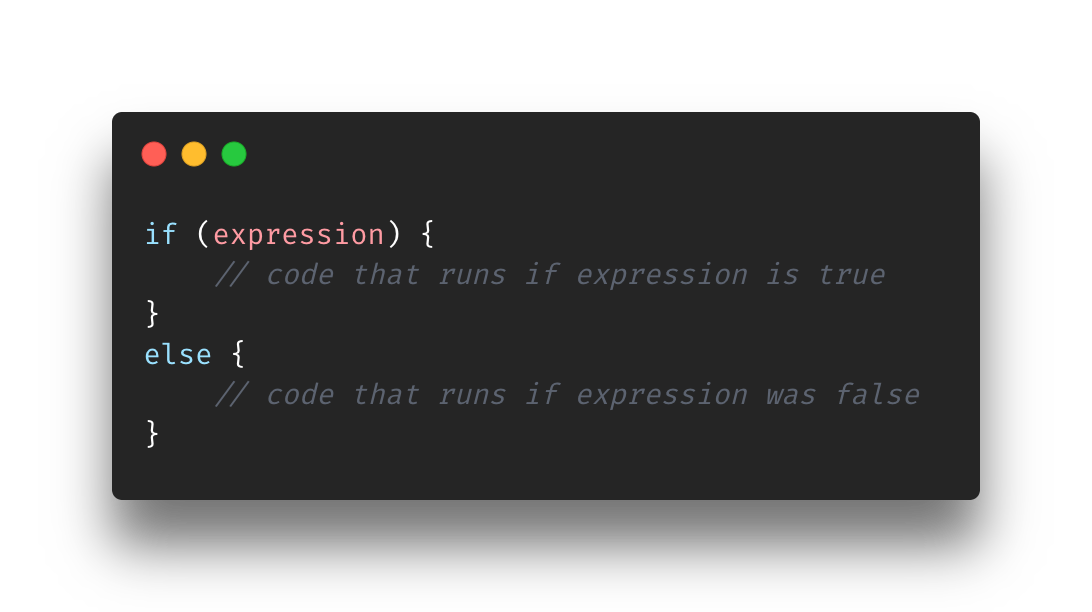 if (expression) {
    // code that runs if expression is true
}
else {
    // code that runs if expression was false
}